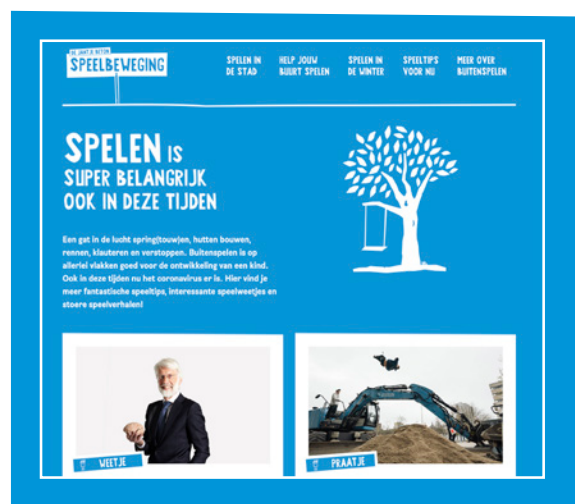 DE JANTJE BETON
SPEELBEWEGING
SPELEN IN
DE STAD
HELP JOUW
BUURT SPELEN
SPELEN IN
DE WINTER
SPEELTIPS
VOOR NU
MEER OVER
BUITENSPELEN
SPELEN IS
SUPER BELANGRIJK
OOK IN DEZE TIJDEN
Een gat in de lucht spring(touw)en, hutten bouwen,
rennen, klauteren en verstoppen. Buitenspelen is op
allerlei vlakken goed voor de ontwikkeling van een kind.
Ook in deze tijden nu het coronavirus er is. Hier vind je
meer fantastische speeltips, interessante speelweetjes en
stoere speelverhalen!
WEETJE
PRAATJE